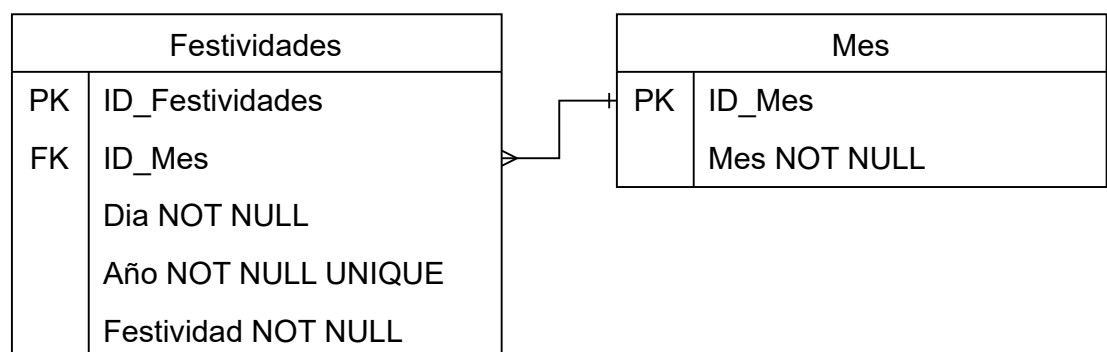 Festividades
PK ID_Festividades
FK ID_Mes
Dia NOT NULL
Año NOT NULL UNIQUE
Festividad NOT NULL
Mes
PK ID_Mes
Mes NOT NULL